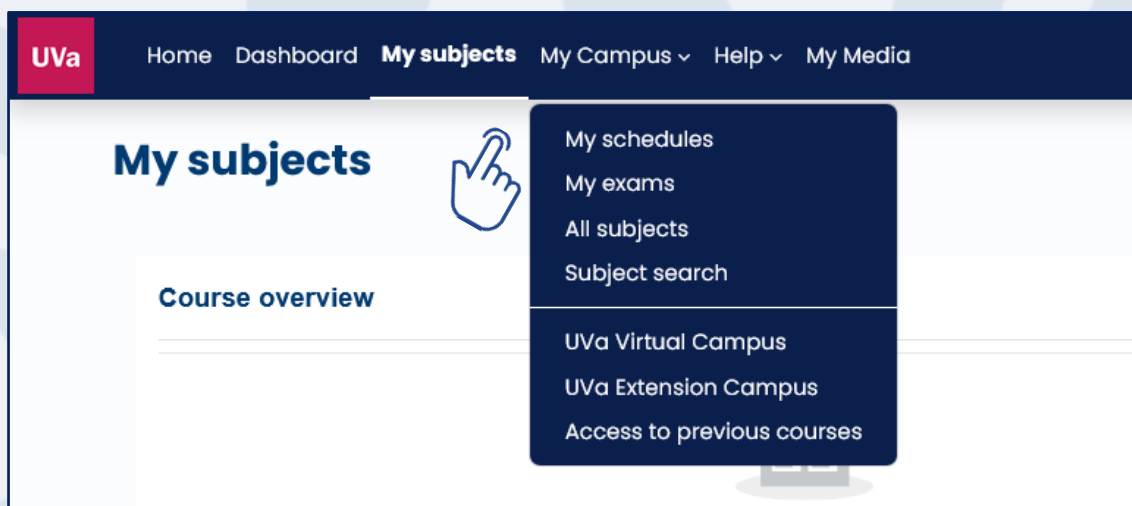 UVa Home Dashboard My subjects My Campus Help My Media
My subjects
My schedules
My exams
All subjects
Subject search
Course overview
UVa Virtual Campus
UVa Extension Campus
Access to previous courses